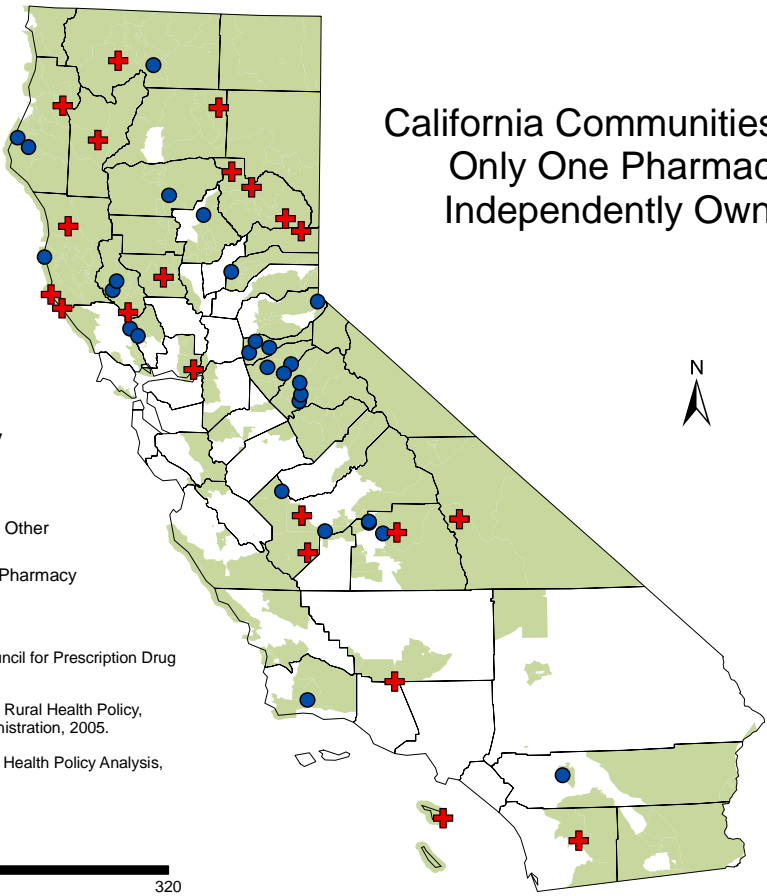 California Communities
Only One Pharmac
Independently Own
N
y
Other
Pharmacy
uncil for Prescription Drug
Rural Health Policy,
nistration, 2005.
Health Policy Analysis,
320